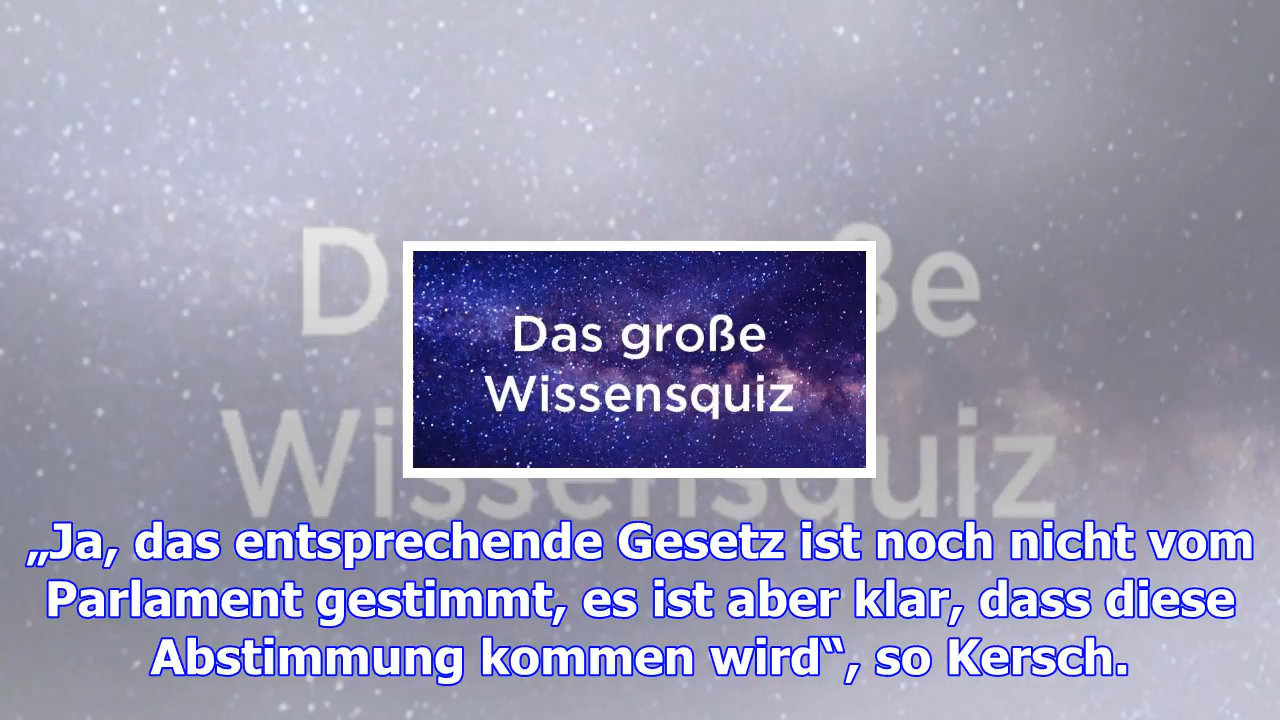 Das große
Wissensquiz
„Ja, das entsprechende Gesetz ist noch nicht vom
Parlament gestimmt, es ist aber klar, dass diese
Abstimmung kommen wird“, so Kersch.